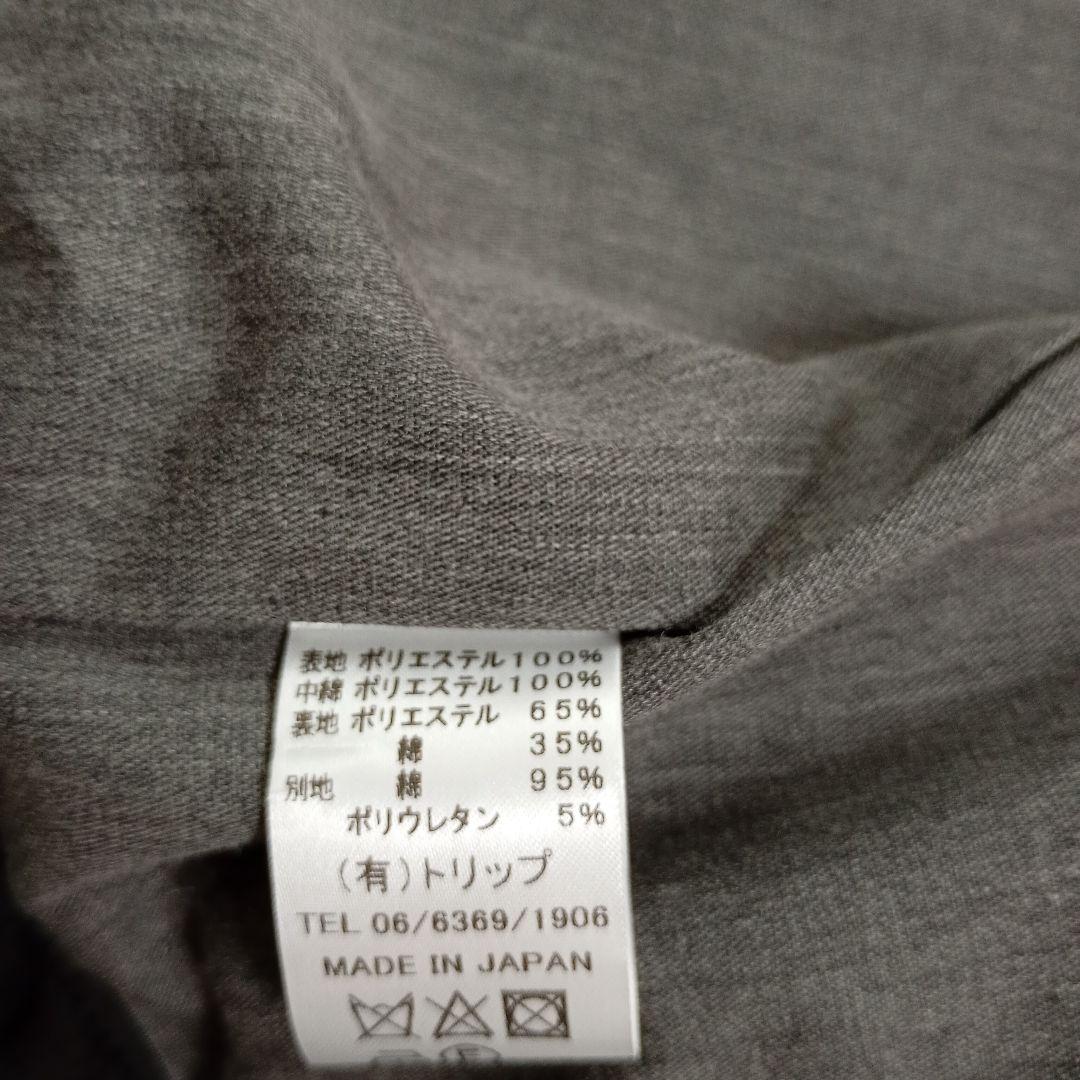 表地 ポリエステル100%
中綿 ポリエステル100%
裏地 ポリエステル 65%
綿 35%
別地 綿 95%
ポリウレタン 5%
(有)トリップ
TEL 06/6369/1906
MADE IN JAPAN